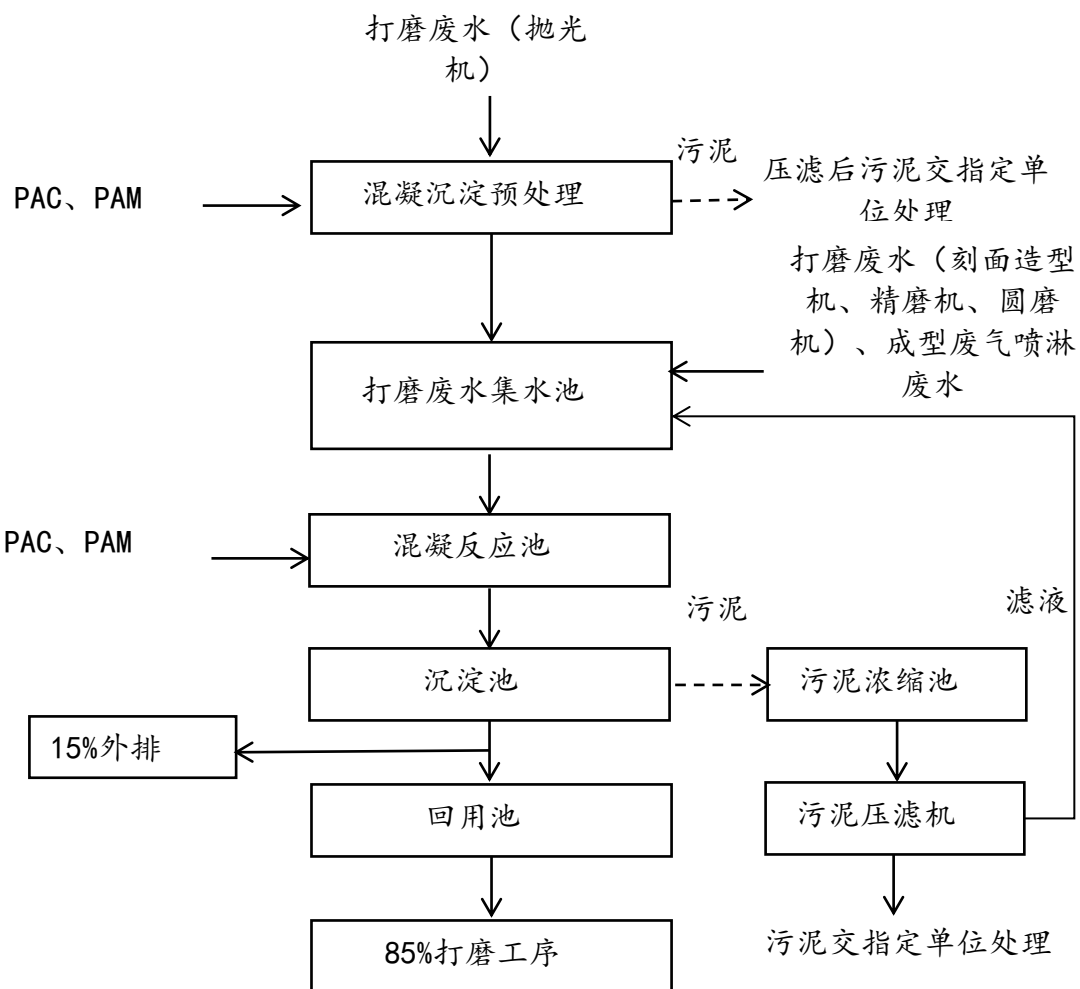 打磨废水（抛光
机）
污泥
PAC、PAM
混凝沉淀预处理
压滤后污泥交指定单
位处理
打磨废水（刻面造型
机、精磨机、圆磨
机）、成型废气喷淋
废水
打磨废水集水池
PAC、PAM
混凝反应池
污泥
滤液
沉淀池
污泥浓缩池
15%外排
回用池
污泥压滤机
85%打磨工序
污泥交指定单位处理